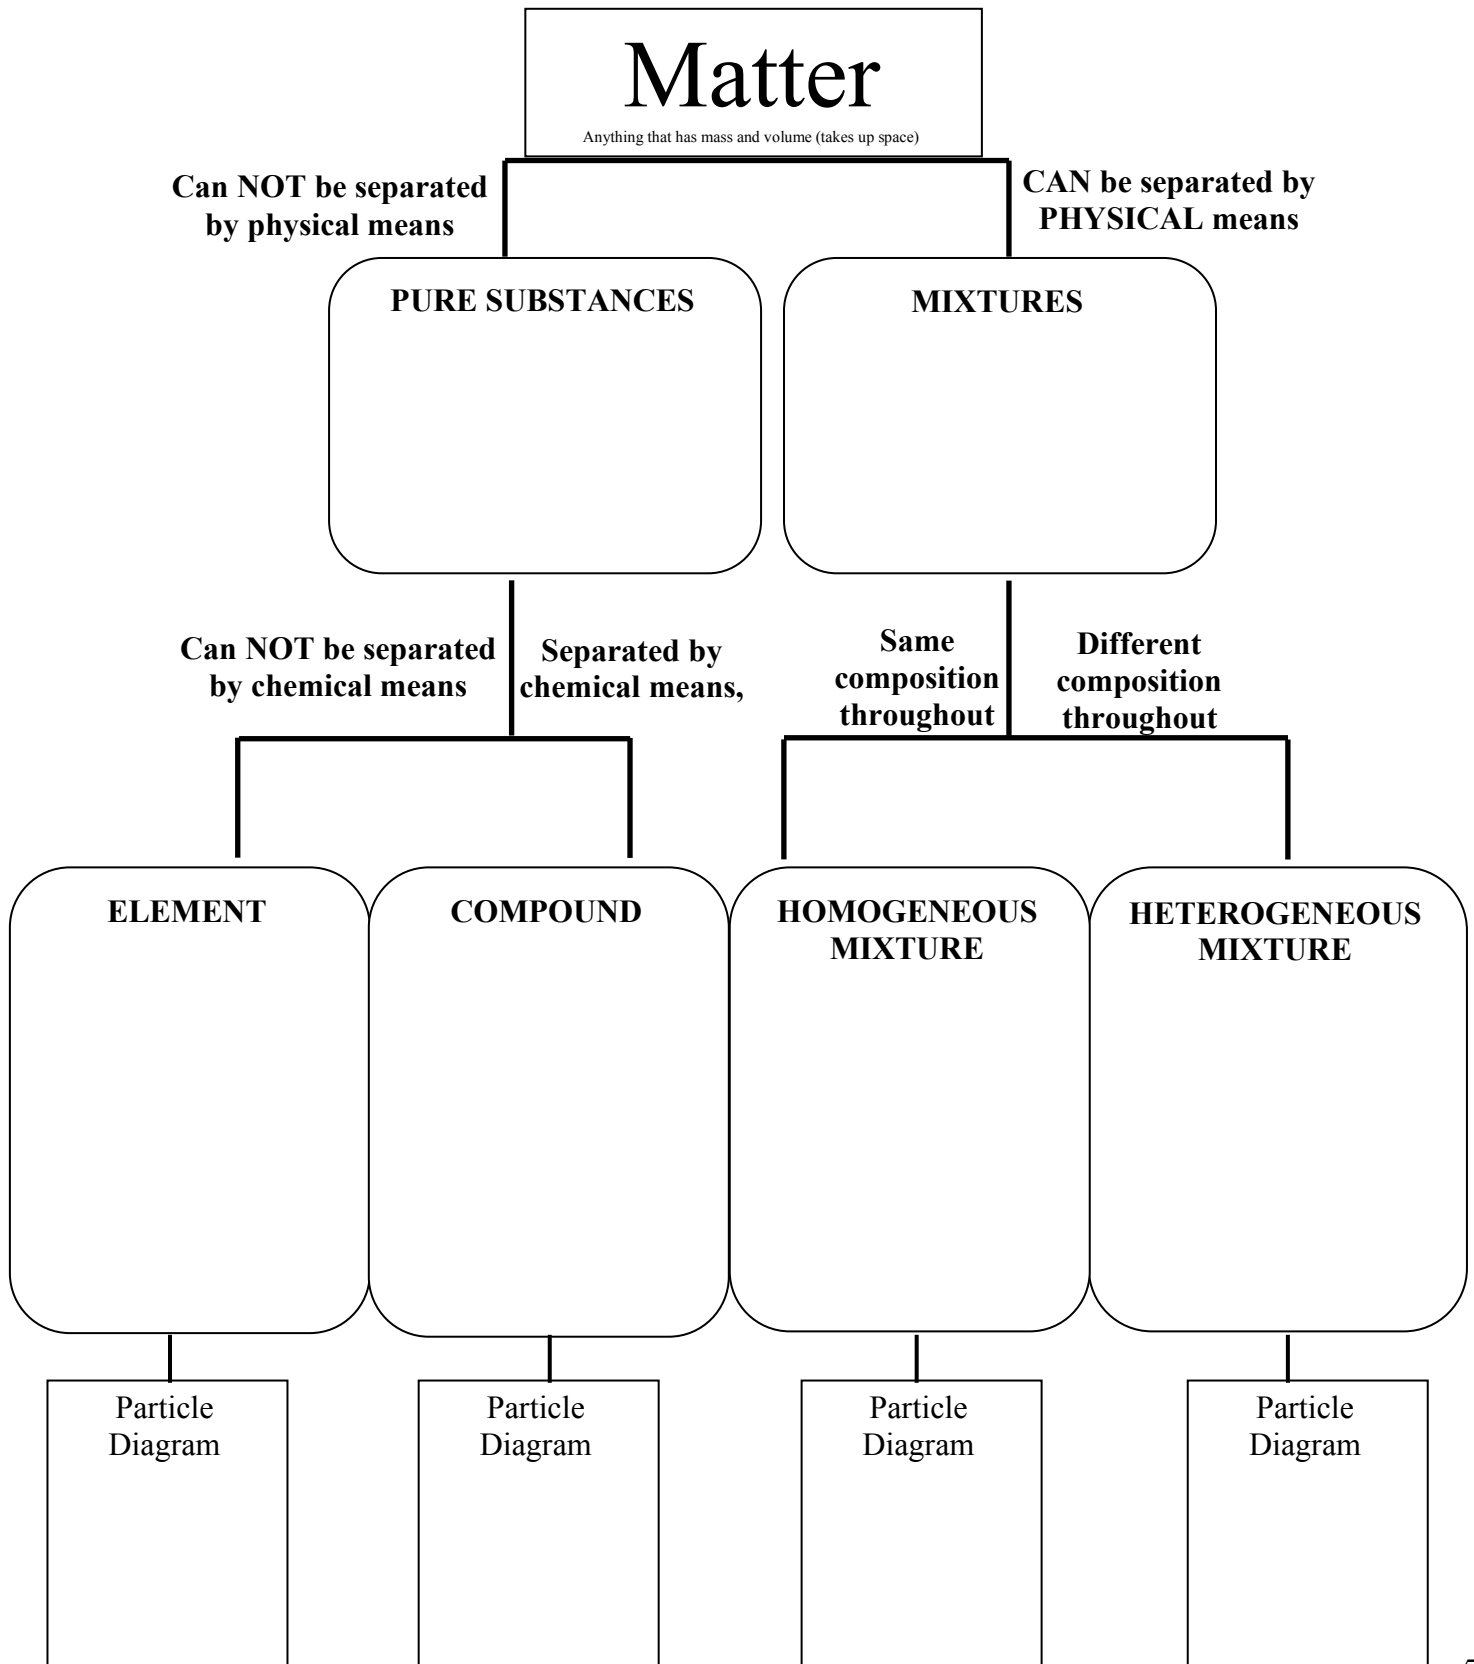 Matter
Anything that has mass and volume (takes up space)
Can NOT be separated
by physical means
CAN be separated by
PHYSICAL means
PURE SUBSTANCES
MIXTURES
Can NOT be separated
by chemical means
Separated by
chemical means,
Same
composition
throughout
Different
composition
throughout
ELEMENT
COMPOUND
HOMOGENEOUS
MIXTURE
HETEROGENEOUS
MIXTURE
Particle
Diagram
Particle
Diagram
Particle
Diagram
Particle
Diagram